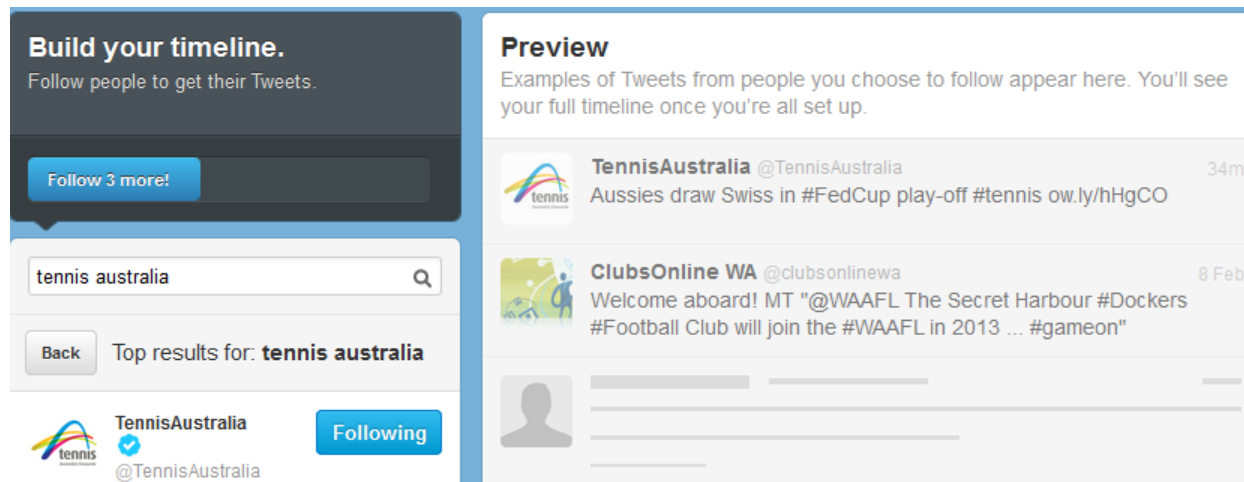 Build your timeline.
Follow people to get their Tweets.
Follow 3 more!
tennis australia
Back Top results for: tennis australia
tennis
TennisAustralia
Following
@TennisAustralia
Preview
Examples of Tweets from people you choose to follow appear here. You'll see
your full timeline once you're all set up.
tennis
TennisAustralia @TennisAustralia 34m
Aussies draw Swiss in #FedCup play-off #tennis ow.ly/hHgCO
ClubsOnline WA @clubsonlinewa 8 Feb
Welcome aboard! MT "@WAAFL The Secret Harbour #Dockers
#Football Club will join the #WAAFL in 2013 ... #gameon"